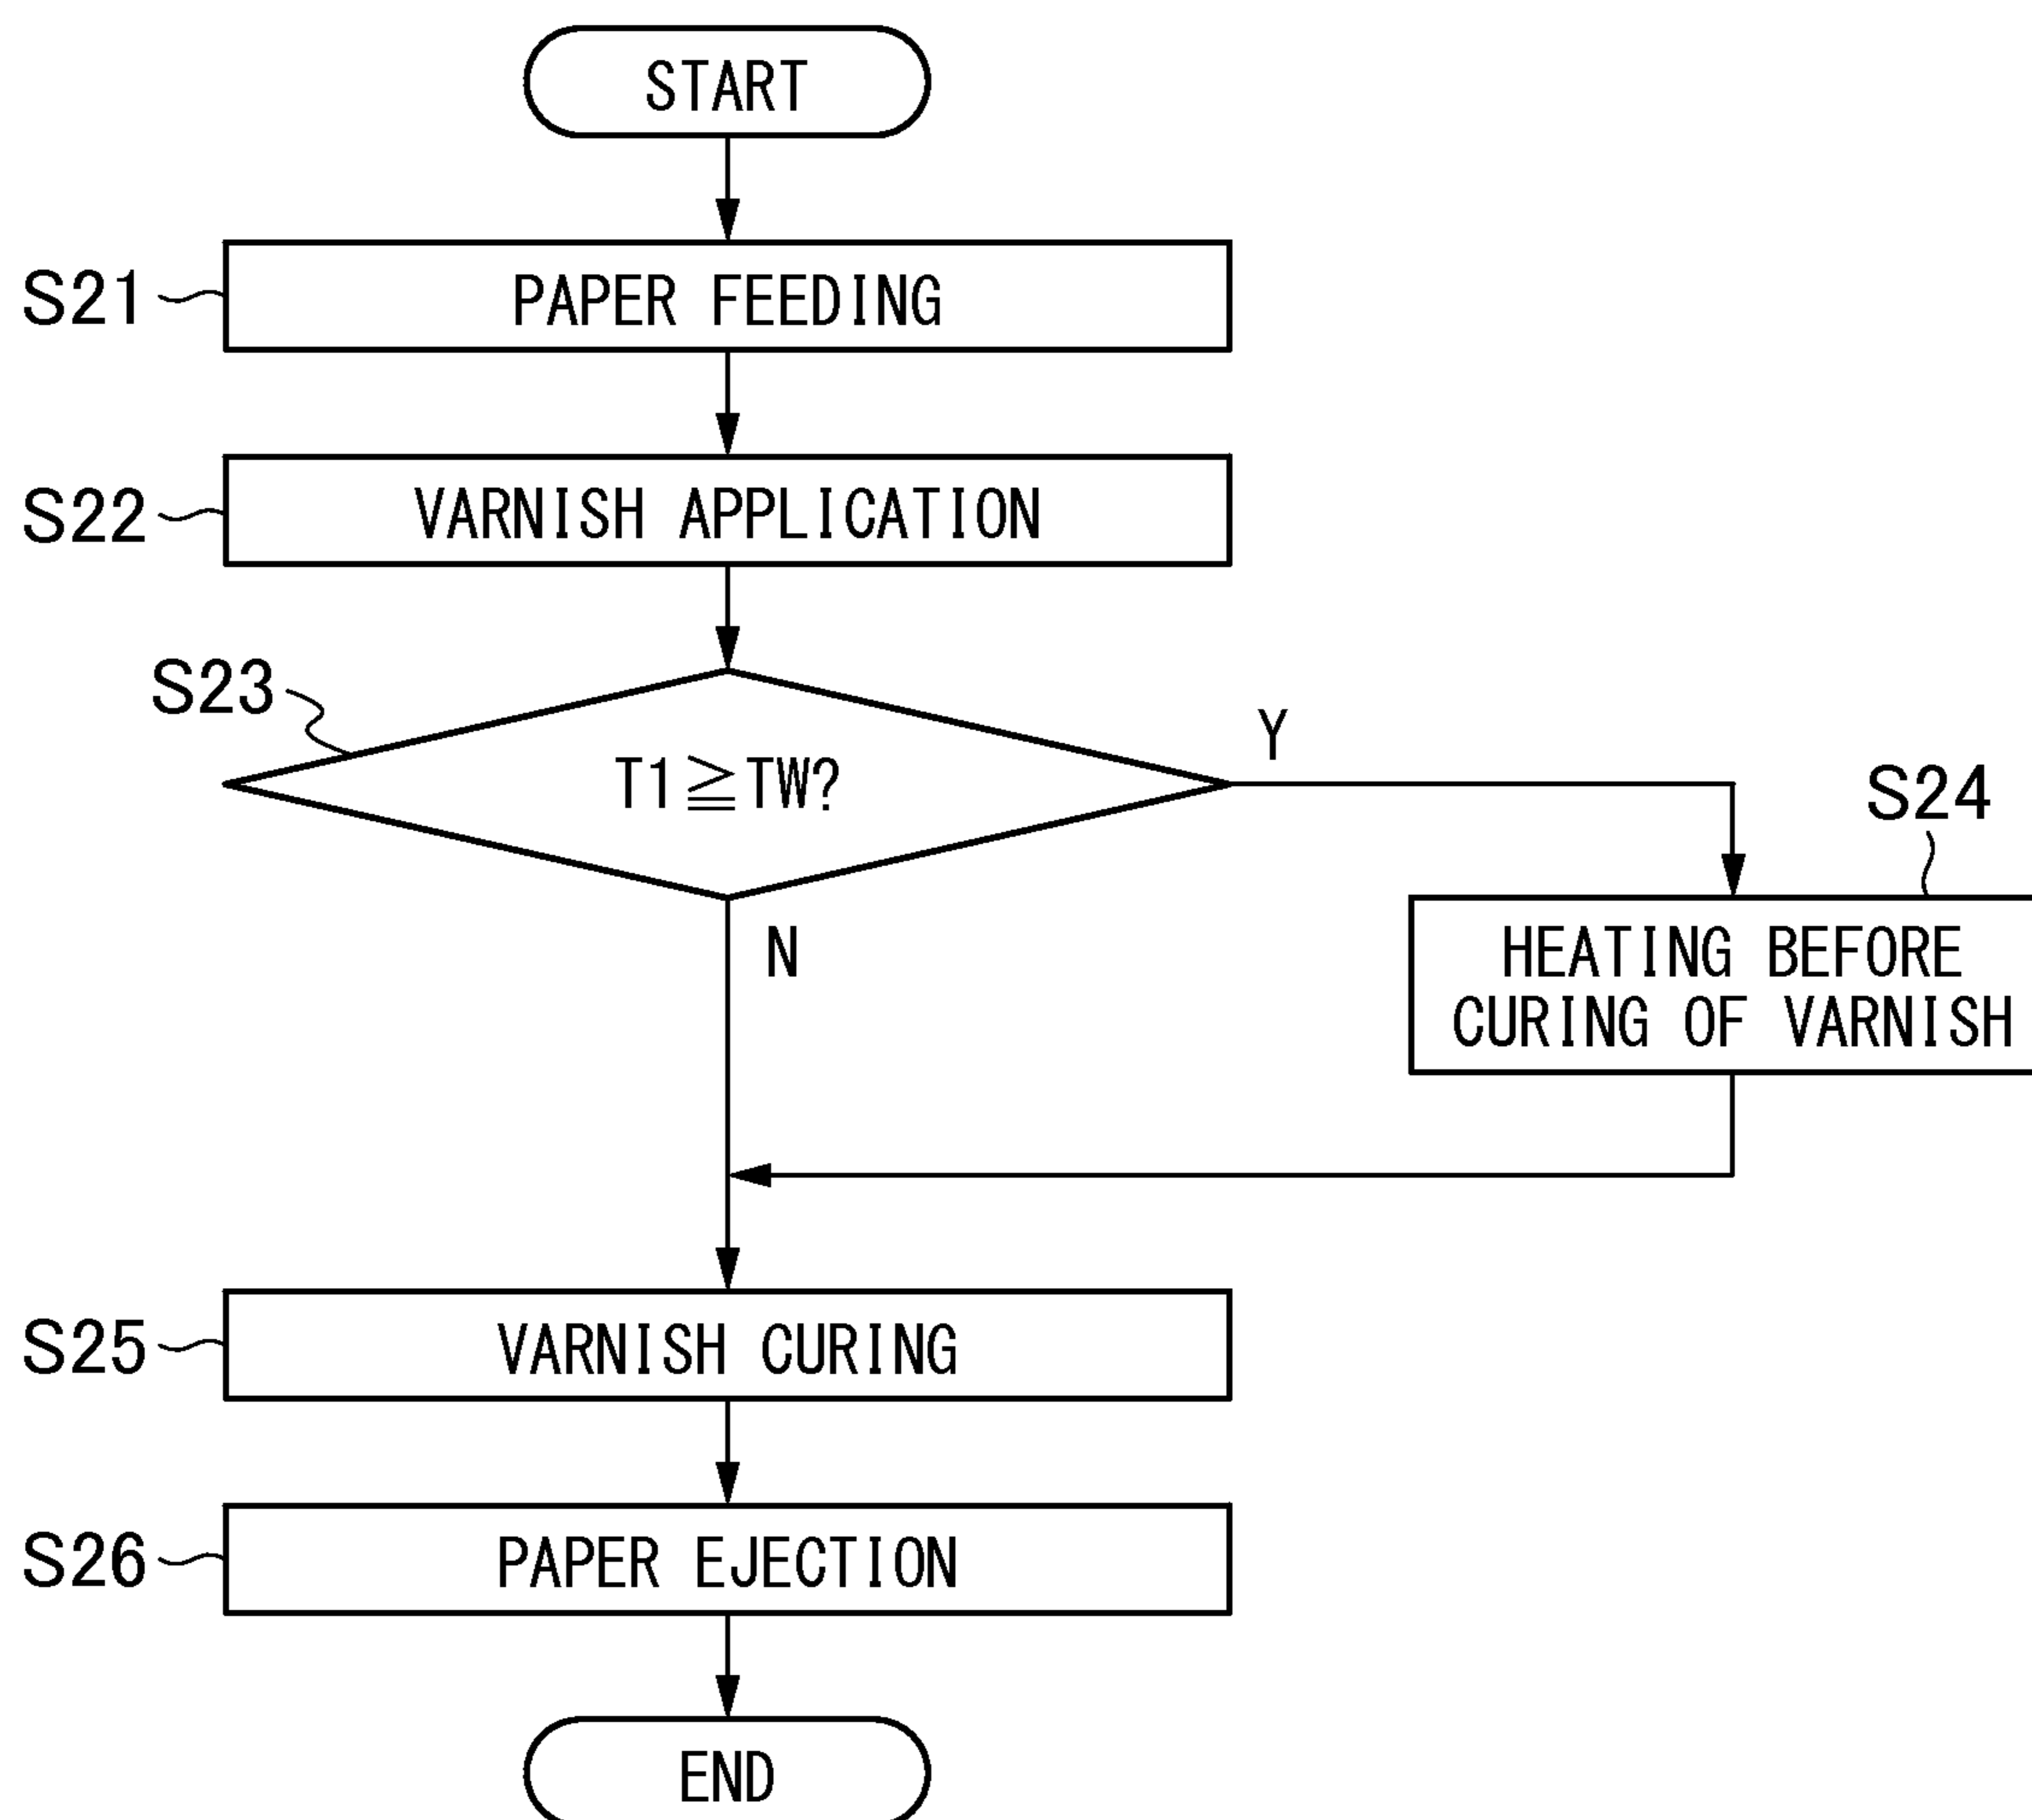 START
S21
PAPER FEEDING
S22
VARNISH APPLICATION
S23
T1≧TW?
Y
N
S24
HEATING BEFORE
CURING OF VARNISH
S25
VARNISH CURING
S26
PAPER EJECTION
END